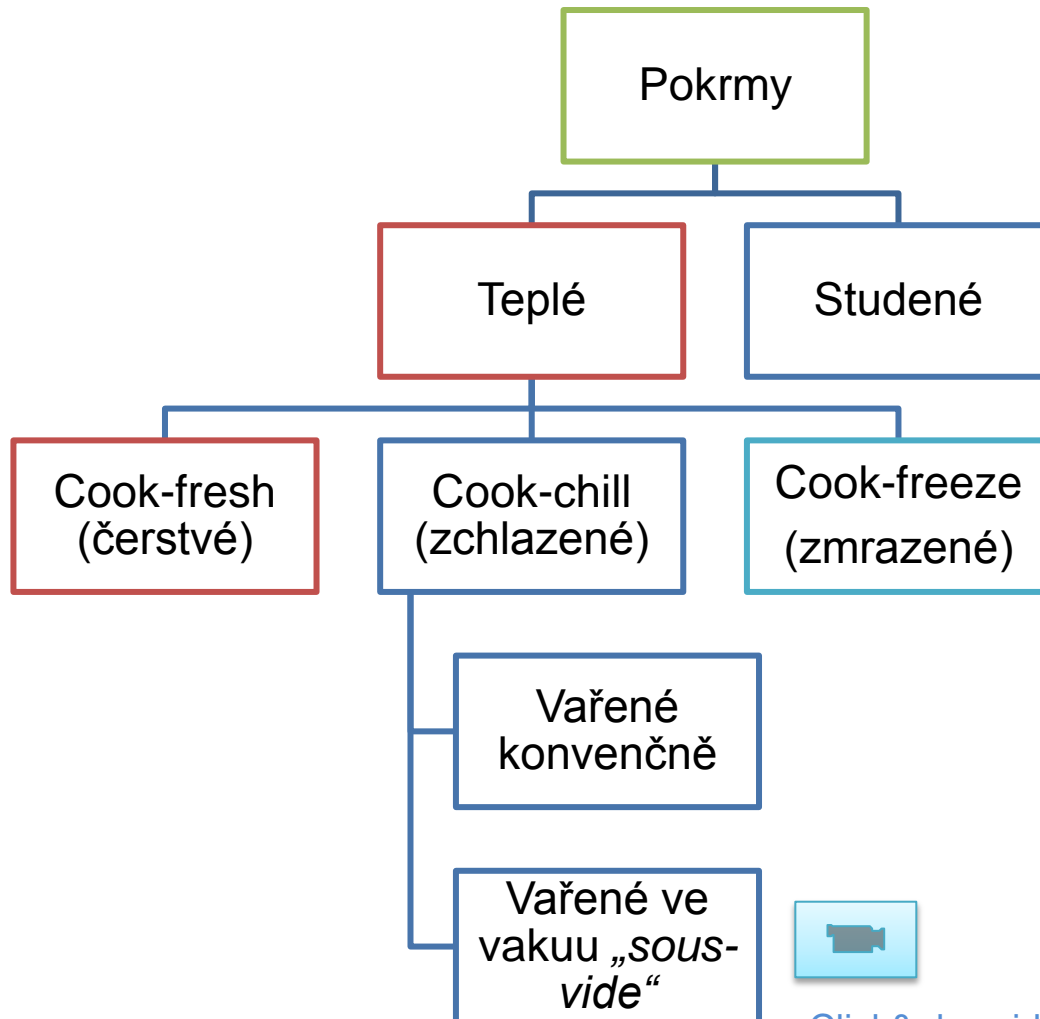 Pokrmy
Teplé
Studené
Cook-fresh
(čerstvé)
Cook-chill
(zchlazené)
Cook-freeze
(zmrazené)
Vařené
konvenčně
Vařené ve
vakuu „sous-
vide“